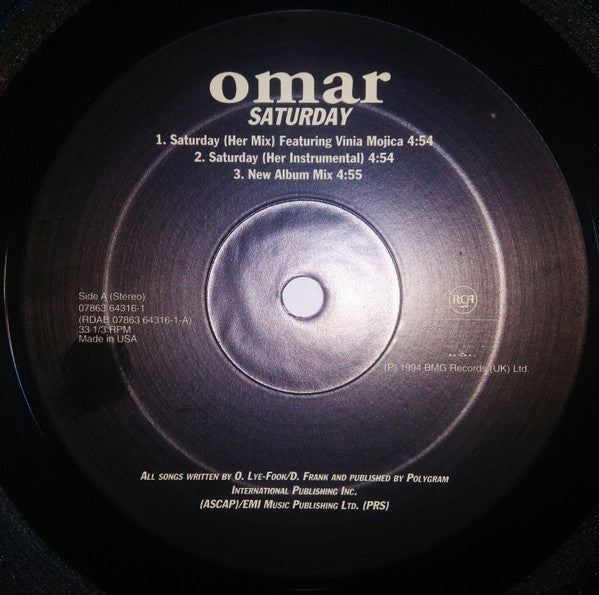 omar
SATURDAY
1. Saturday (Her Mix) Featuring Vinia Mojica 4:54
2. Saturday (Her Instrumental) 4:54
3. New Album Mix 4:55
Side A (Stereo)
07863 64316-1
(RDAB 07863 64316-1-A)
33 1/3 RPM
Made in USA
RCA
(P) 1994 BMG Records (UK) Ltd.
ALL SONGS WRITTEN BY O. LYE-FOOK/D. FRANK AND PUBLISHED BY POLYGRAM
INTERNATIONAL PUBLISHING INC.
(ASCAP)/EMI MUSIC PUBLISHING LTD. (PRS)